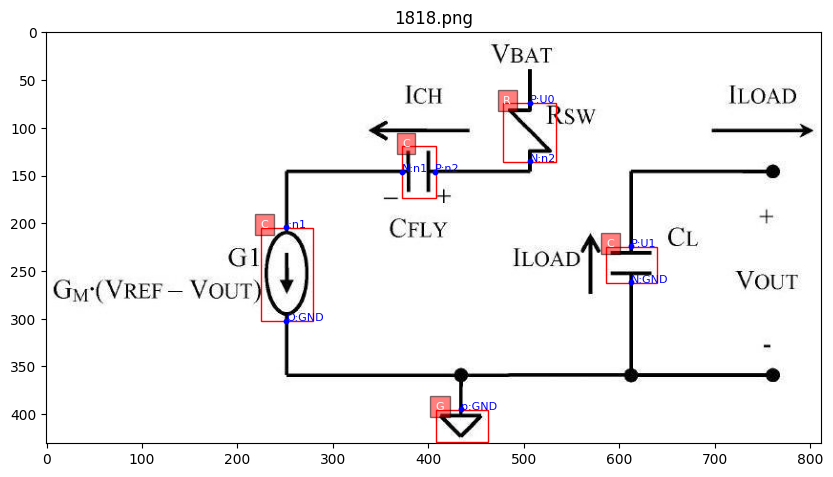 1818.png
VBAT
ICH
ILOAD
R
P:U0
RSW
C
N:n2
N:n1
P:n2
− +
CFLY
C
:n1
C
P:U1
CL
+
G1
ILOAD
GM·(VREF – VOUT)
N:GND
VOUT
O:GND
-
G
p:GND
0
50
100
150
200
250
300
350
400
0 100 200 300 400 500 600 700 800